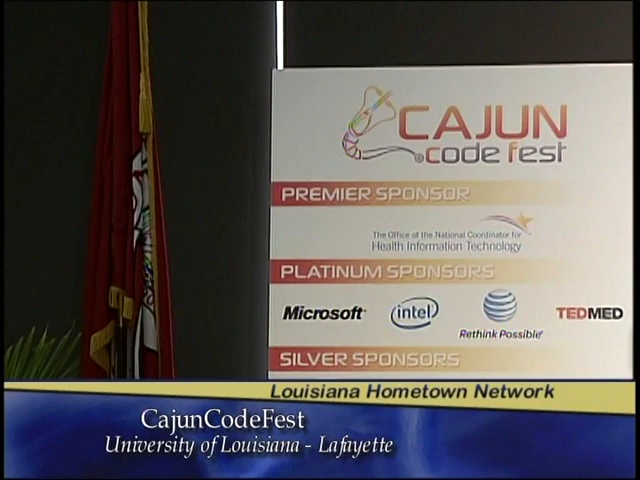 CAJUN
code fest
PREMIER SPONSOR
The Office of the National Coordinator for
Health Information Technology
PLATINUM SPONSORS
Microsoft
intel
Rethink Possible
TEDMED
SILVER SPONSORS
Louisiana Hometown Network
CajunCodeFest
University of Louisiana - Lafayette